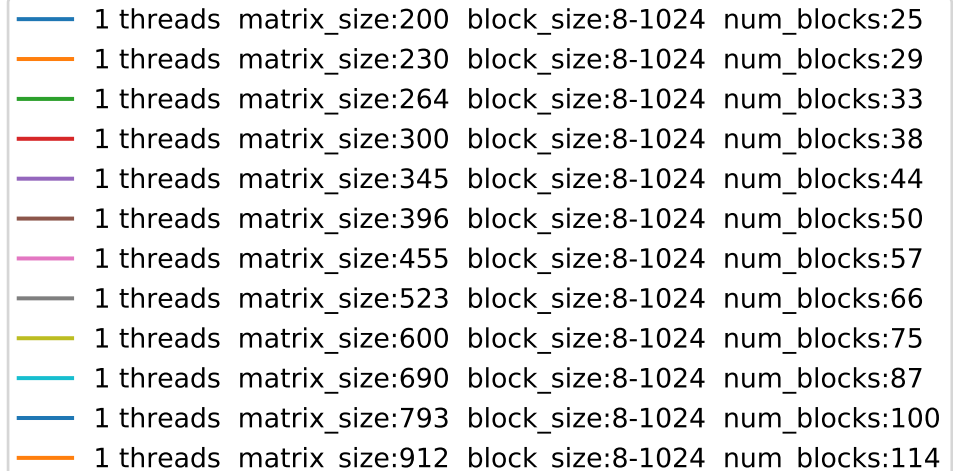 1 threads matrix_size:200 block_size:8-1024 num_blocks:25
1 threads matrix_size:230 block_size:8-1024 num_blocks:29
1 threads matrix_size:264 block_size:8-1024 num_blocks:33
1 threads matrix_size:300 block_size:8-1024 num_blocks:38
1 threads matrix_size:345 block_size:8-1024 num_blocks:44
1 threads matrix_size:396 block_size:8-1024 num_blocks:50
1 threads matrix_size:455 block_size:8-1024 num_blocks:57
1 threads matrix_size:523 block_size:8-1024 num_blocks:66
1 threads matrix_size:600 block_size:8-1024 num_blocks:75
1 threads matrix_size:690 block_size:8-1024 num_blocks:87
1 threads matrix_size:793 block_size:8-1024 num_blocks:100
1 threads matrix_size:912 block_size:8-1024 num_blocks:114